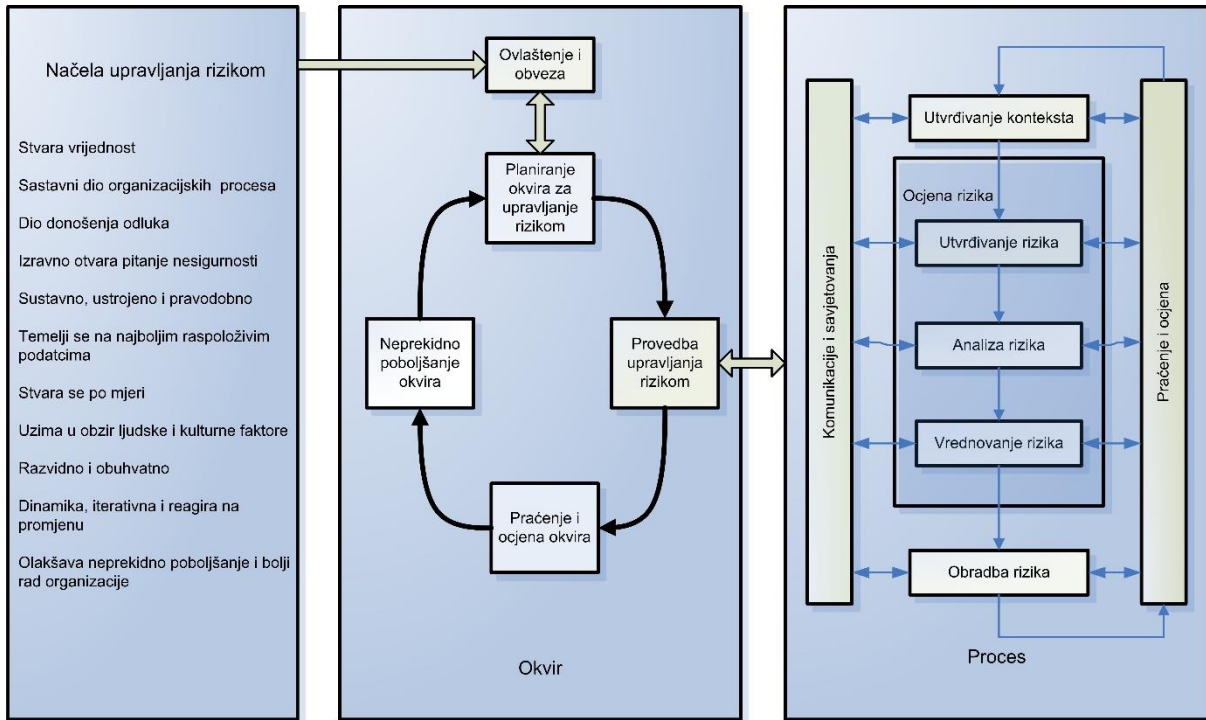 Načela upravljanja rizikom
Stvara vrijednost
Sastavni dio organizacijskih procesa
Dio donošenja odluka
Izravno otvara pitanje nesigurnosti
Sustavno, ustrojeno i pravodobno
Temelji se na najboljim raspoloživim
podatcima
Stvara se po mjeri
Uzima u obzir ljudske i kulturne faktore
Razvidno i obuhvatno
Dinamika, iterativna i reagira na
promjenu
Olakšava neprekidno poboljšanje i bolji
rad organizacije
Ovlaštenje i
obveza
Planiranje
okvira za
upravljanje
rizikom
Neprekidno
poboljšanje
okvira
Provedba
upravljanja
rizikom
Praćenje i
ocjena okvira
Okvir
Komunikacije i savjetovanja
Utvrđivanje konteksta
Ocjena rizika
Utvrđivanje rizika
Analiza rizika
Vrednovanje rizika
Obradba rizika
Praćenje i ocjena
Proces